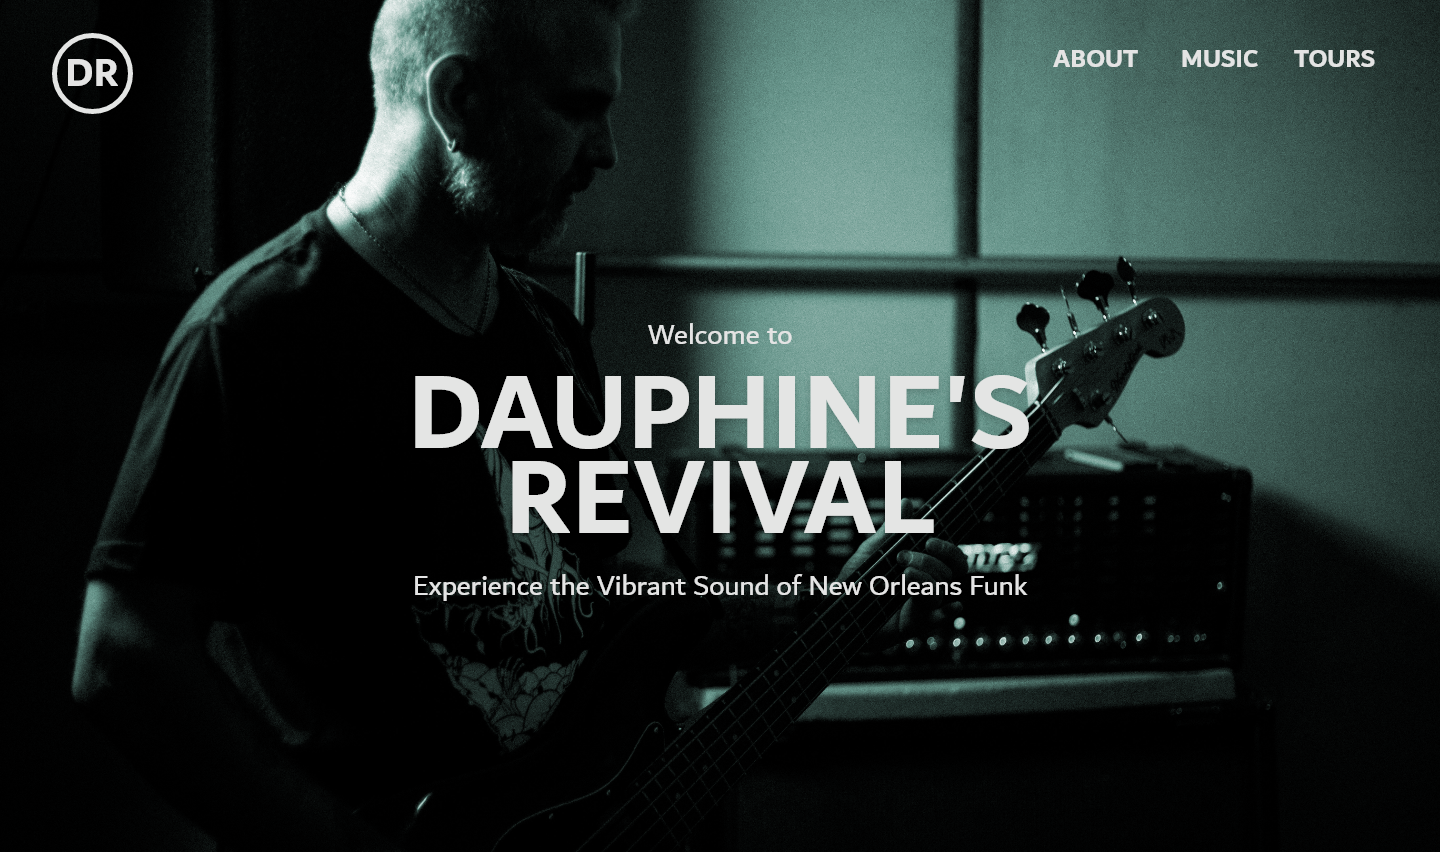 DR
ABOUT MUSIC TOURS
Welcome to
DAUPHINE'S
REVIVAL
Experience the Vibrant Sound of New Orleans Funk